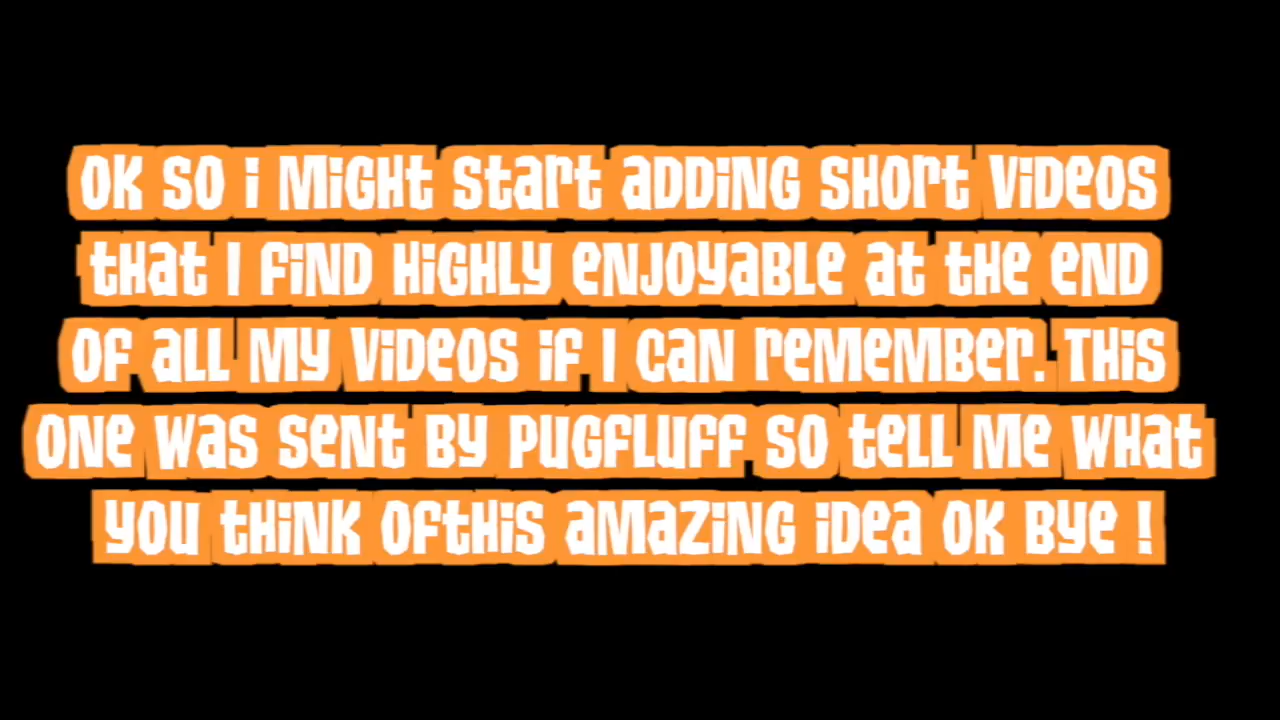 OK SO i MiGHt Start aDDiNG SHOrt ViDeOS
tHat I FiND HiGHLy eNJOyaBLe at tHe eND
OF aLL My ViDeOS iF I CaN reMeMBer. THiS
ONe WaS SeNt By PUGFLUFF SO teLL Me WHat
yOU tHiNK OFtHiS aMaZiNG iDea OK Bye !